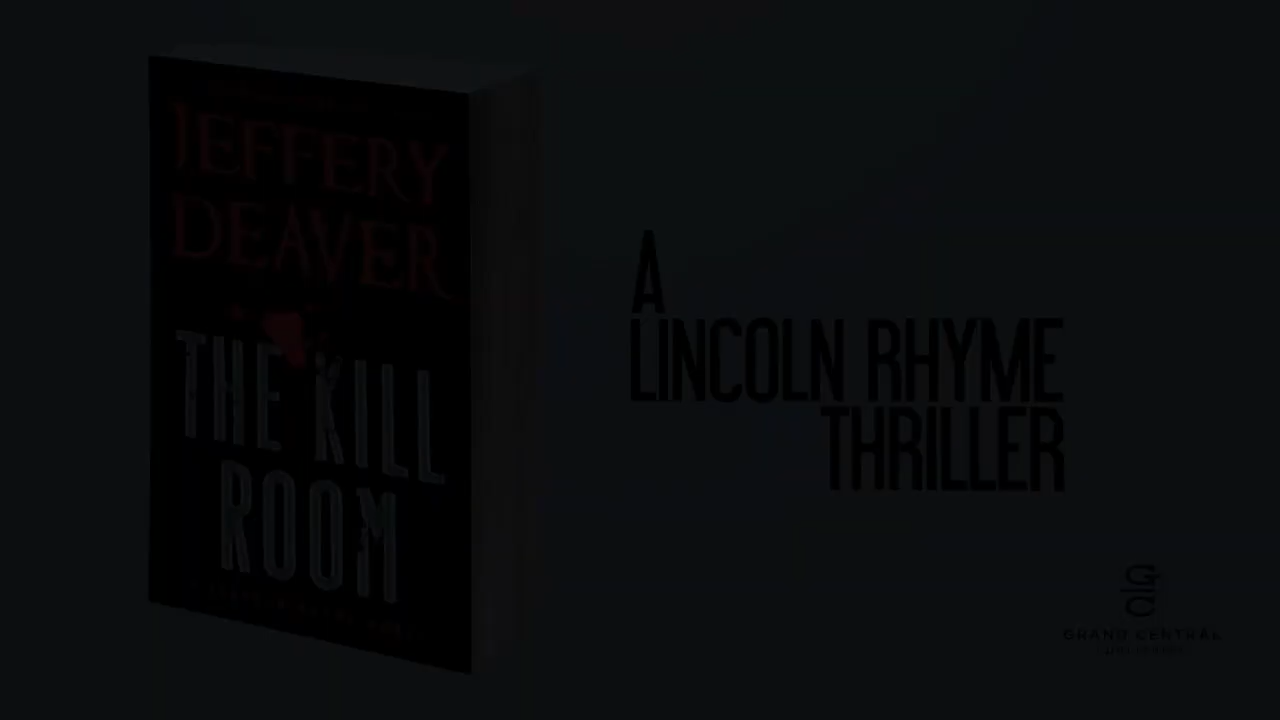 JEFFERY
DEAVER
THE KILL
ROOM
A
LINCOLN RHYME
THRILLER
GRAND CENTRAL